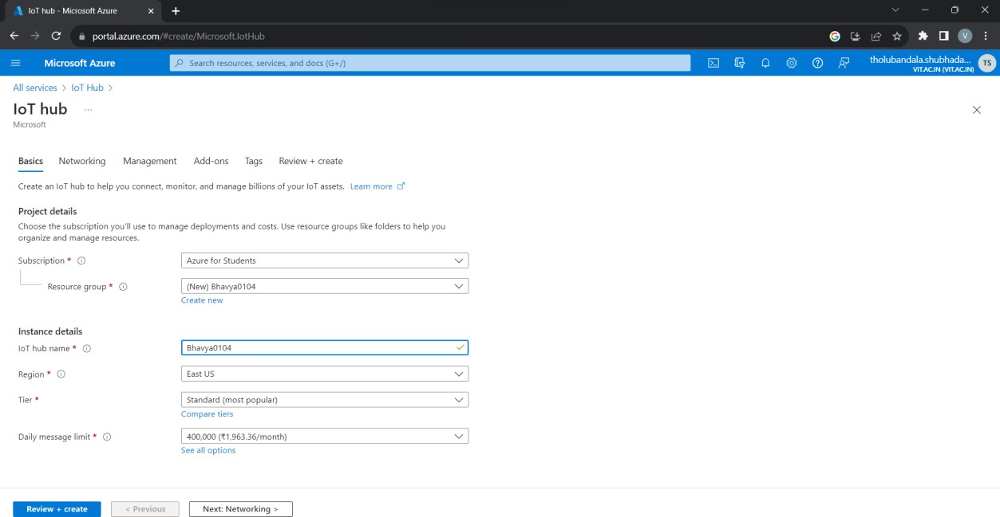 IoT hub - Microsoft Azure
portal.azure.com/#create/Microsoft.IotHub
V
Microsoft Azure
Search resources, services, and docs (G+/)
tholubandala.shubhada...
VIT.AC.IN (VIT.AC.IN)
TS
All services > IoT Hub >
IoT hub ...
Microsoft
Basics Networking Management Add-ons Tags Review + create
Create an IoT hub to help you connect, monitor, and manage billions of your IoT assets. Learn more
Project details
Choose the subscription you'll use to manage deployments and costs. Use resource groups like folders to help you
organize and manage resources.
Subscription * Azure for Students
Resource group * (New) Bhavya0104
Create new
Instance details
IoT hub name * Bhavya0104
Region * East US
Tier * Standard (most popular)
Compare tiers
Daily message limit * 400,000 (₹1,963.36/month)
See all options
Review + create < Previous Next: Networking >